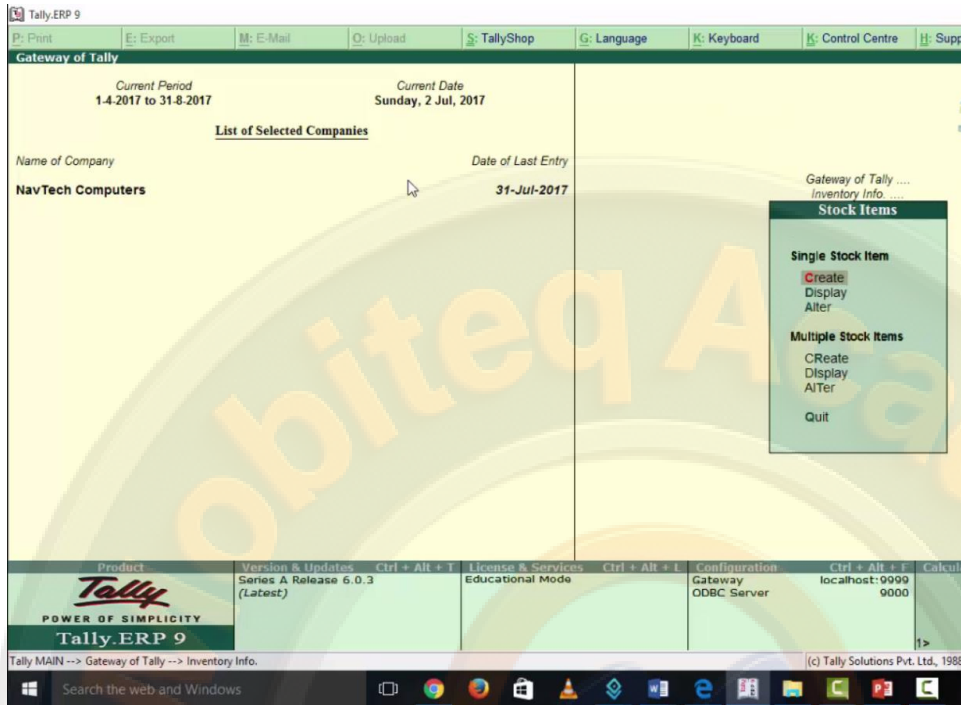 Tally.ERP 9
P: Print E: Export M: E-Mail O: Upload S: TallyShop G: Language K: Keyboard K: Control Centre H: Supp
Gateway of Tally
Current Period Current Date
1-4-2017 to 31-8-2017 Sunday, 2 Jul, 2017
List of Selected Companies
Name of Company Date of Last Entry
NavTech Computers 31-Jul-2017
Gateway of Tally ....
Inventory Info. ....
Stock Items
Single Stock Item
Create
Display
Alter
Multiple Stock Items
CReate
DIsplay
AlTer
Quit
obiteq Aca
Product Version & Updates Ctrl + Alt + T License & Services Ctrl + Alt + L Configuration Ctrl + Alt + F Calcul
Tally Series A Release 6.0.3 Educational Mode Gateway localhost:9999
(Latest) ODBC Server 9000
POWER OF SIMPLICITY
Tally.ERP 9
1>
Tally MAIN --> Gateway of Tally --> Inventory Info. (c) Tally Solutions Pvt. Ltd., 1988
Search the web and Windows